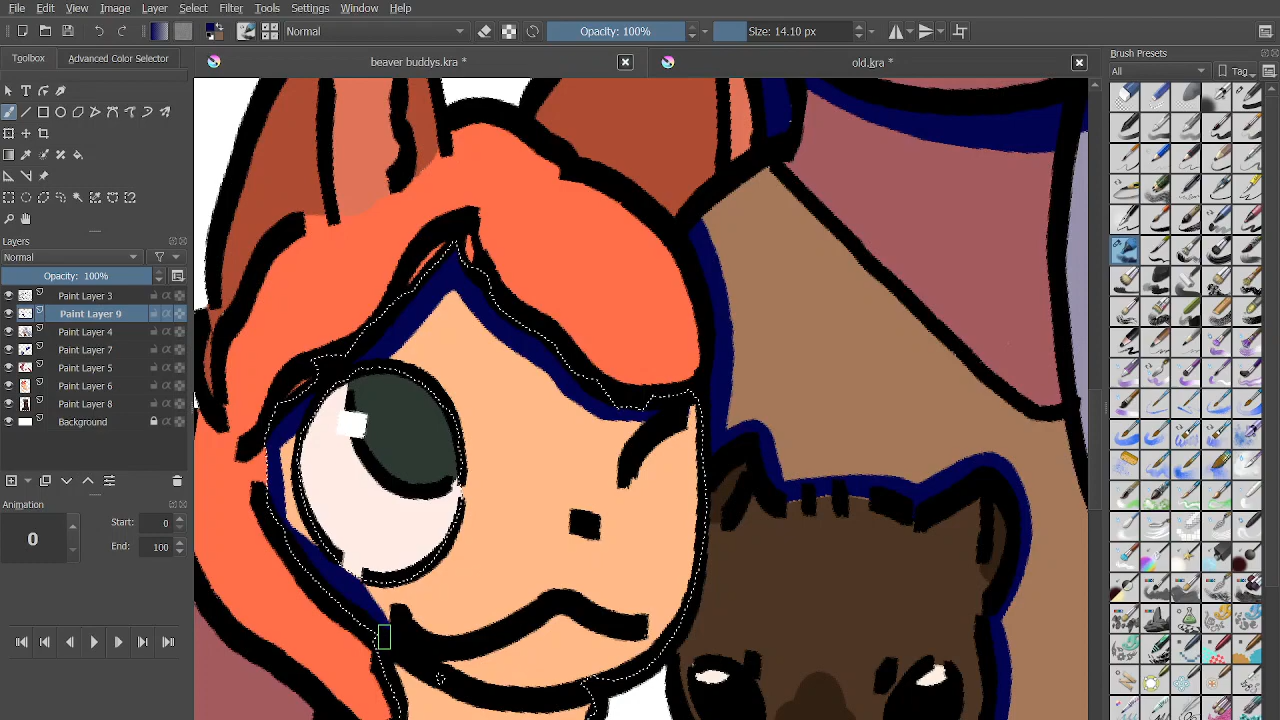 File Edit View Image Layer Select Filter Tools Settings Window Help
Normal Opacity: 100% Size: 14.10 px
Toolbox Advanced Color Selector beaver buddys.kra * old.kra * Brush Presets
All Tag
Layers
Normal
Opacity: 100%
Paint Layer 3
Paint Layer 9
Paint Layer 4
Paint Layer 7
Paint Layer 5
Paint Layer 6
Paint Layer 8
Background
Animation
0 Start: 0
End: 100